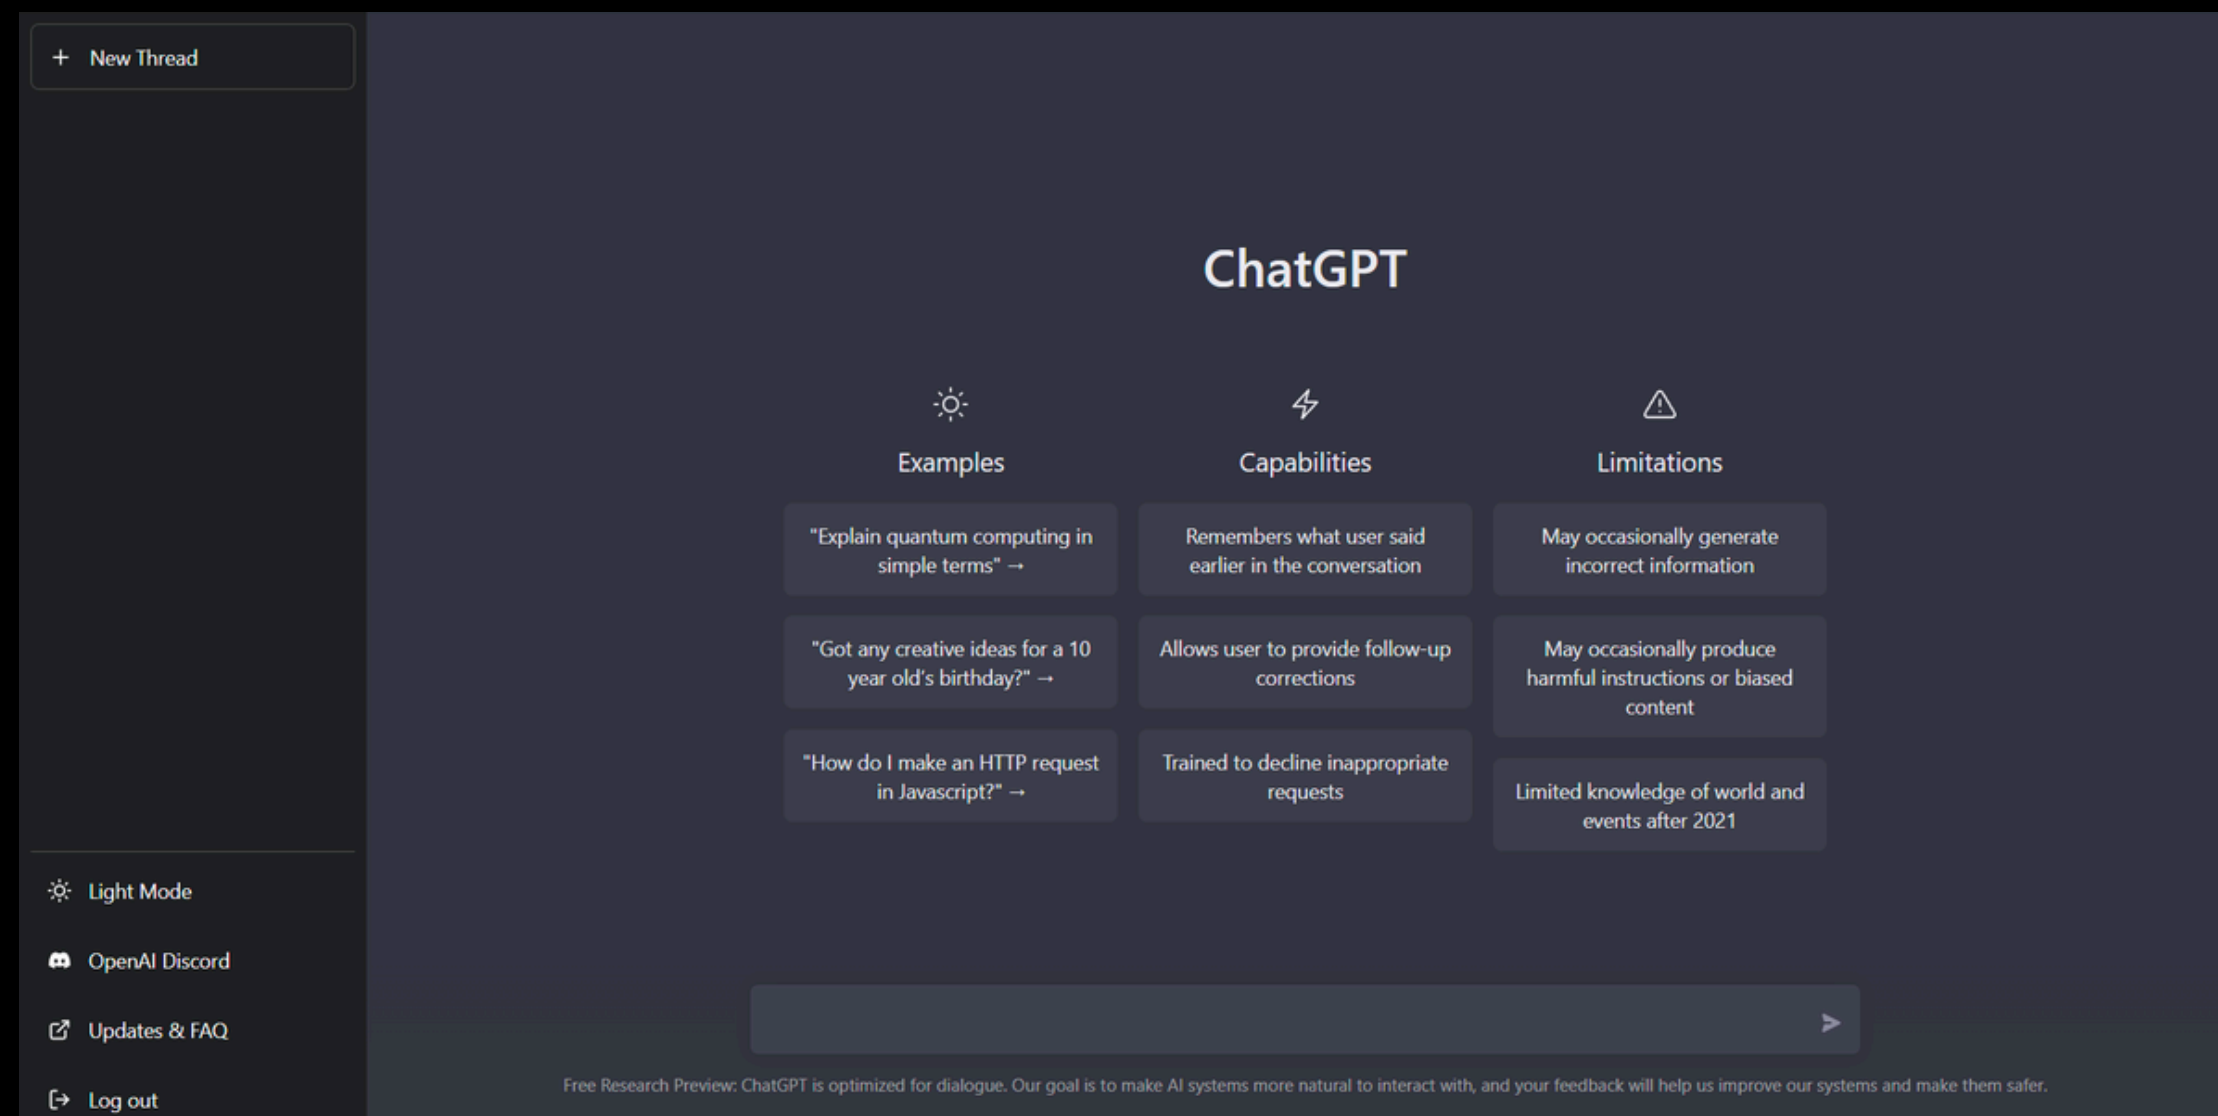 + New Thread
ChatGPT
Examples
"Explain quantum computing in
simple terms" →
"Got any creative ideas for a 10
year old's birthday?" →
"How do I make an HTTP request
in Javascript?" →
Capabilities
Remembers what user said
earlier in the conversation
Allows user to provide follow-up
corrections
Trained to decline inappropriate
requests
Limitations
May occasionally generate
incorrect information
May occasionally produce
harmful instructions or biased
content
Limited knowledge of world and
events after 2021
Light Mode
OpenAI Discord
Updates & FAQ
Log out
Free Research Preview: ChatGPT is optimized for dialogue. Our goal is to make AI systems more natural to interact with, and your feedback will help us improve our systems and make them safer.